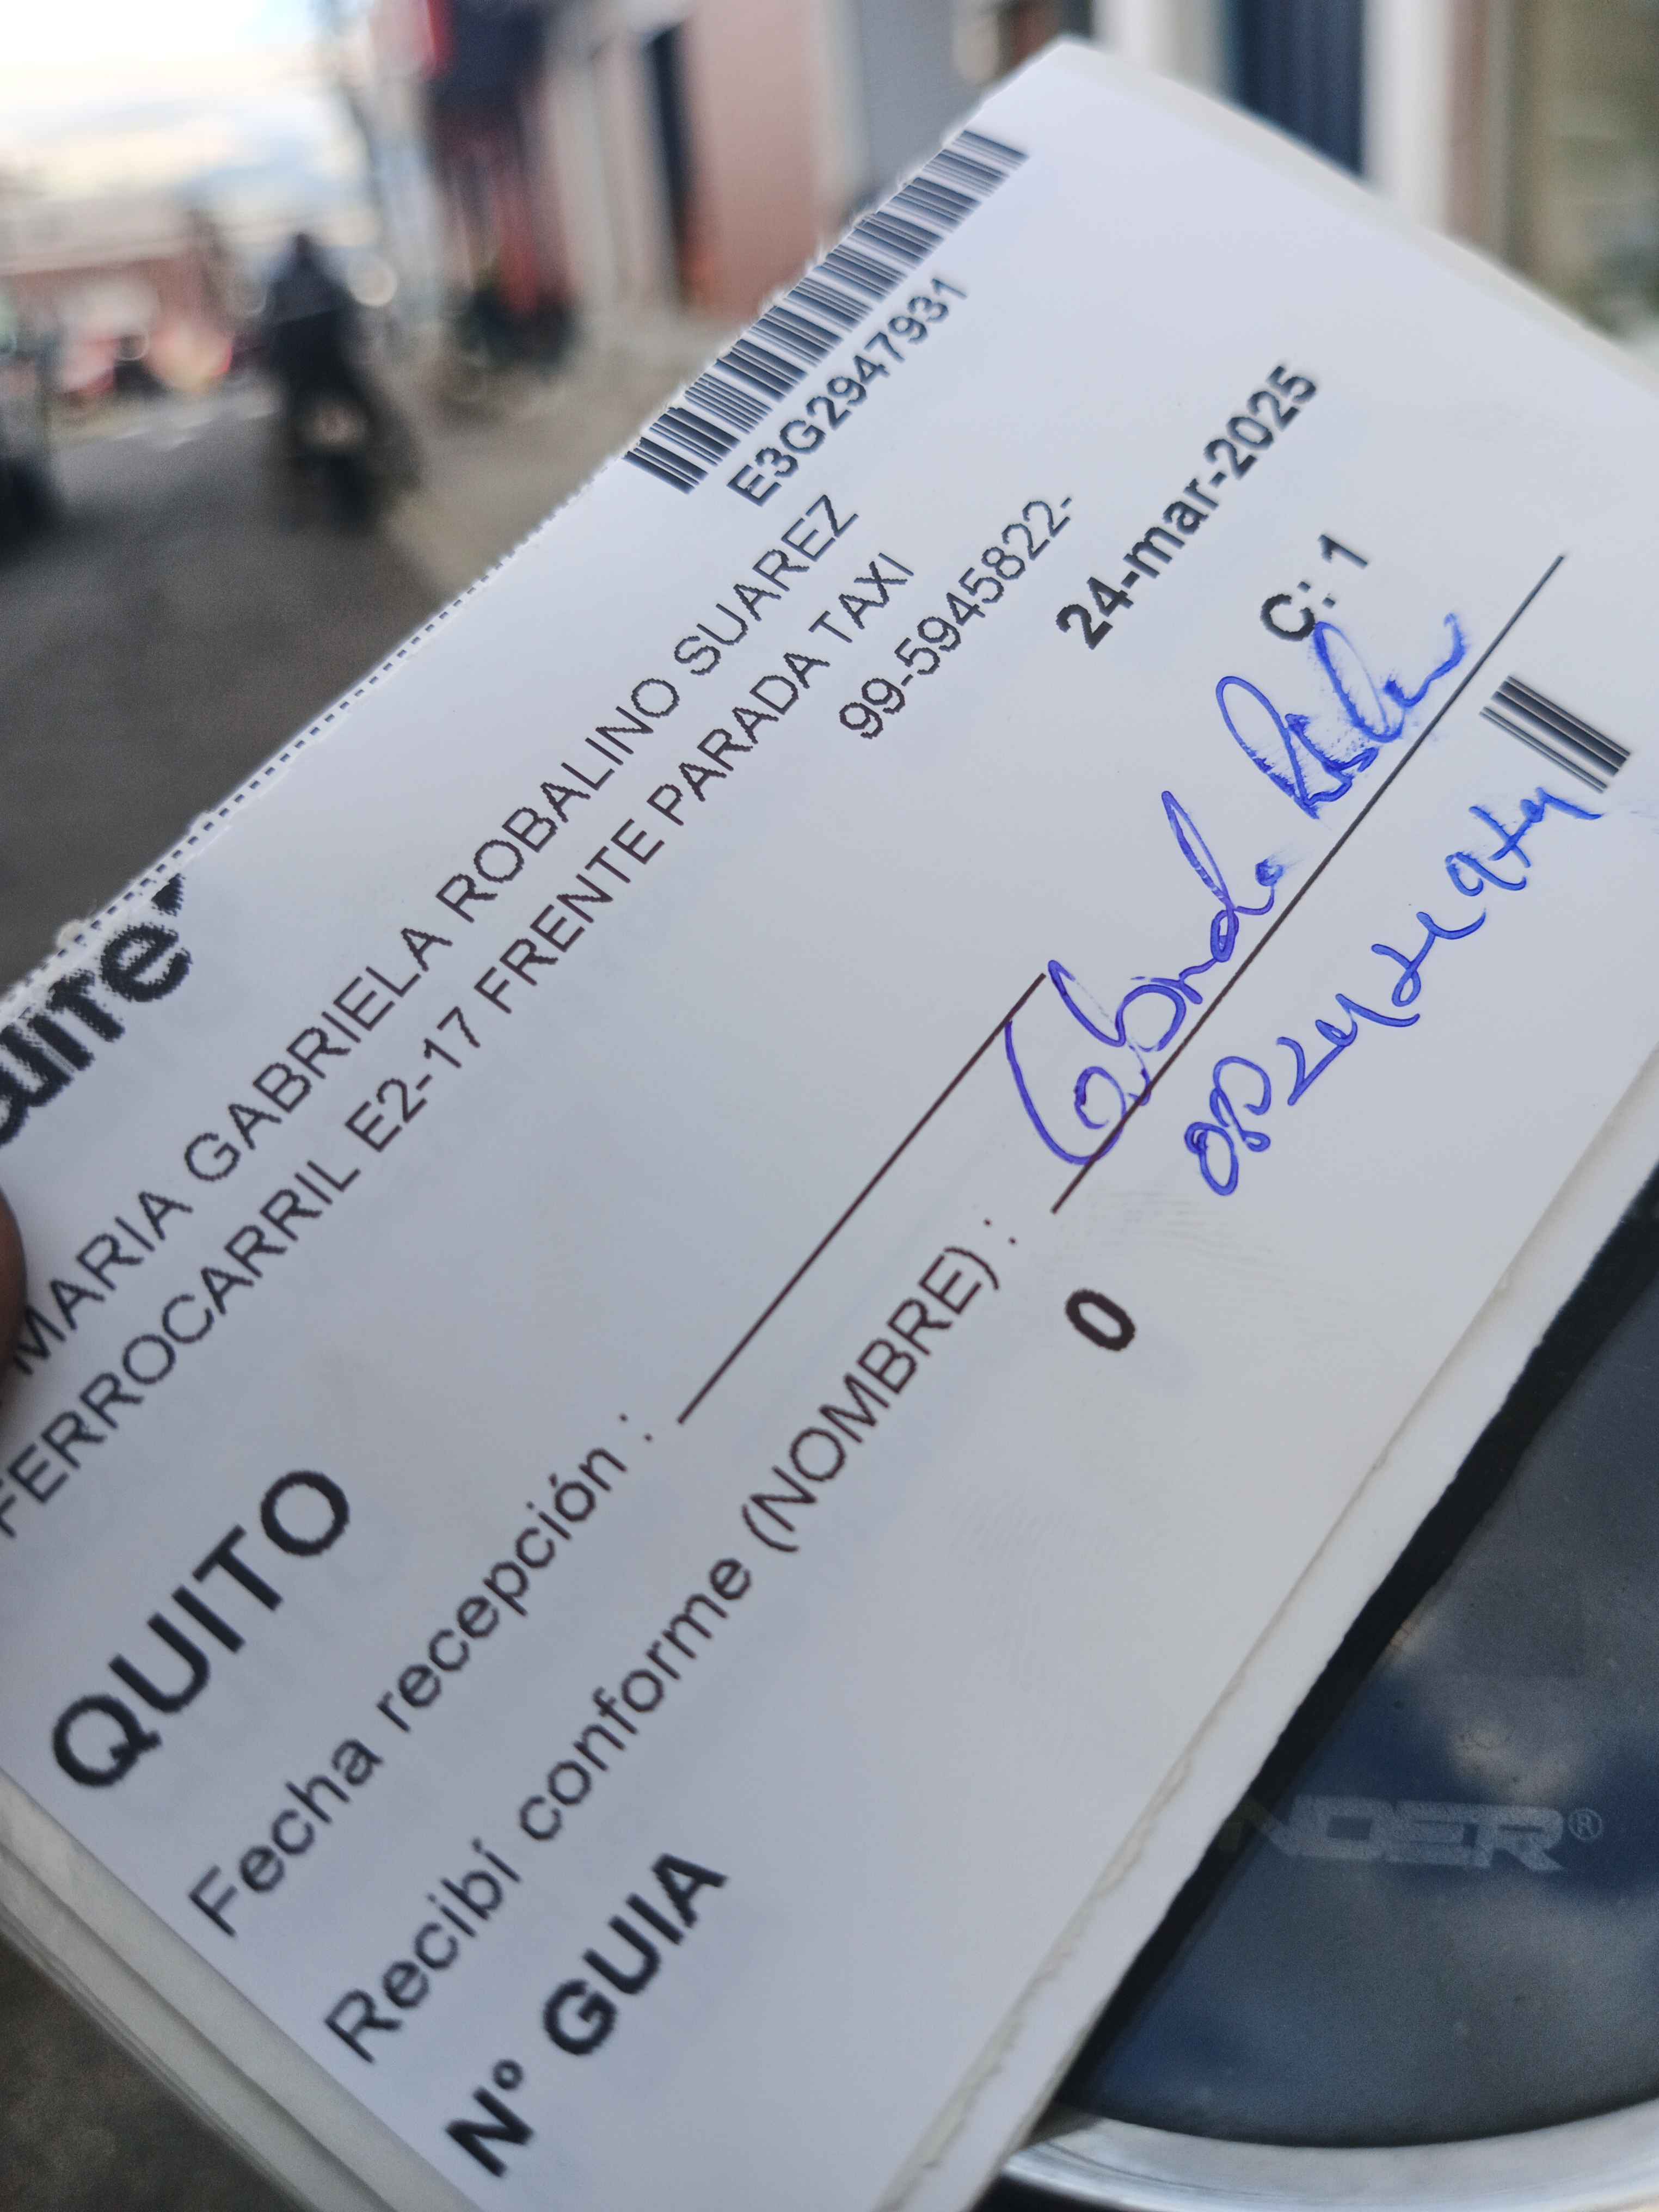 E3G2947931
MARIA GABRIELA ROBALINO SUAREZ
FERROCARRIL E2-17 FRENTE PARADA TAXI
99-5945822-
QUITO
24-mar-2025
Fecha recepción :
C: 1
Recibí conforme (NOMBRE) :
Nº GUIA
0